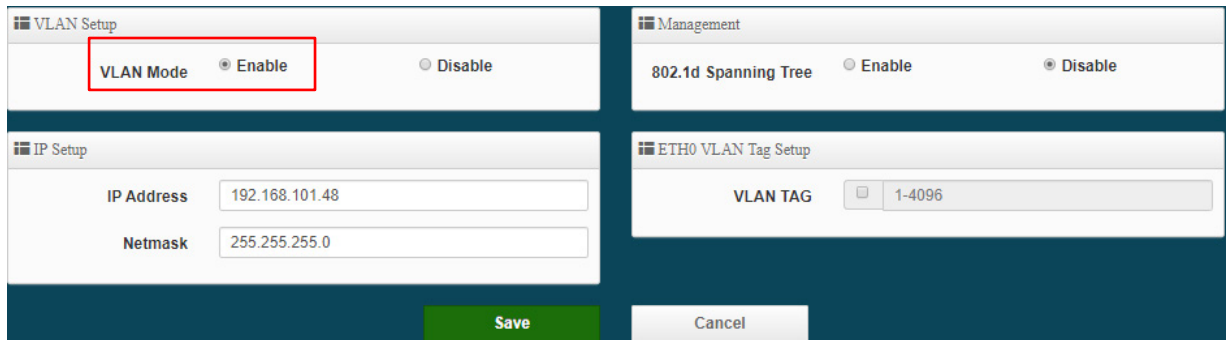 VLAN Setup
VLAN Mode Enable Disable
Management
802.1d Spanning Tree Enable Disable
IP Setup
IP Address 192.168.101.48
Netmask 255.255.255.0
ETH0 VLAN Tag Setup
VLAN TAG 1-4096
Save Cancel